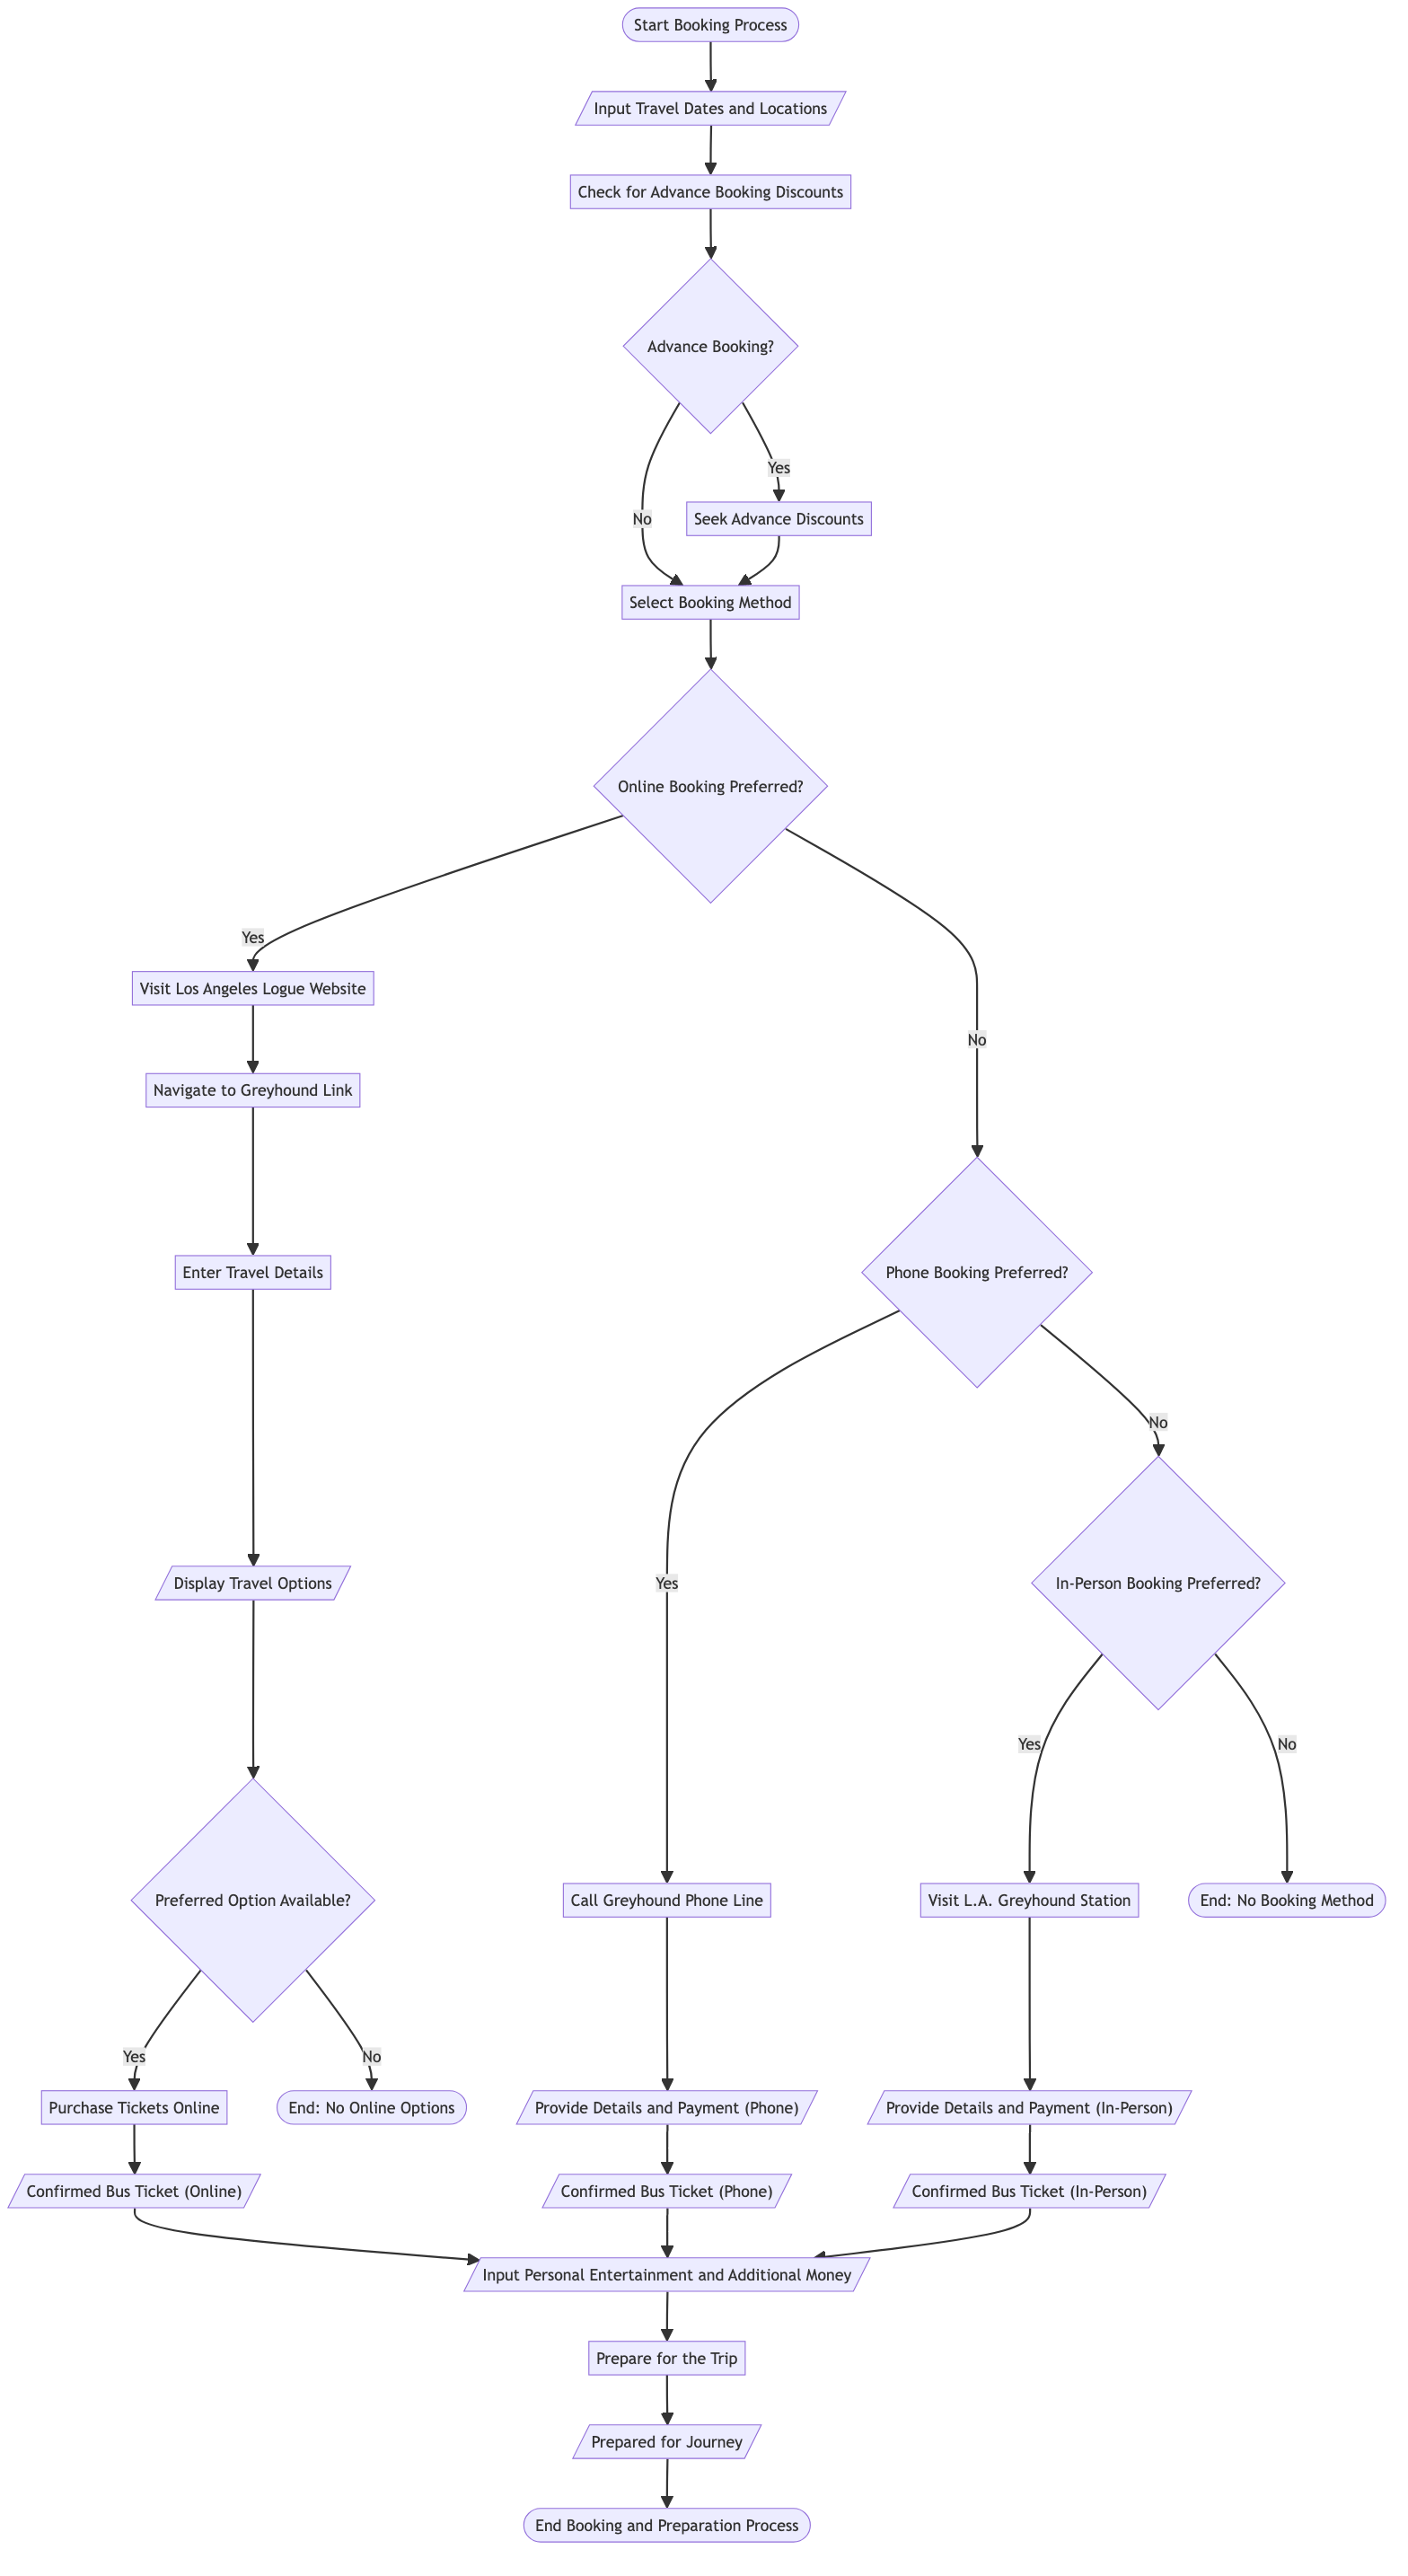 Start Booking Process
Input Travel Dates and Locations
Check for Advance Booking Discounts
Advance Booking?
Yes
No
Seek Advance Discounts
Select Booking Method
Online Booking Preferred?
Yes
Visit Los Angeles Logue Website
No
Navigate to Greyhound Link
Enter Travel Details
Phone Booking Preferred?
No
Display Travel Options
Yes
In-Person Booking Preferred?
Yes
No
Preferred Option Available?
Call Greyhound Phone Line
Visit L.A. Greyhound Station
End: No Booking Method
Yes
No
Purchase Tickets Online
End: No Online Options
Provide Details and Payment (Phone)
Provide Details and Payment (In-Person)
Confirmed Bus Ticket (Online)
Confirmed Bus Ticket (Phone)
Confirmed Bus Ticket (In-Person)
Input Personal Entertainment and Additional Money
Prepare for the Trip
Prepared for Journey
End Booking and Preparation Process